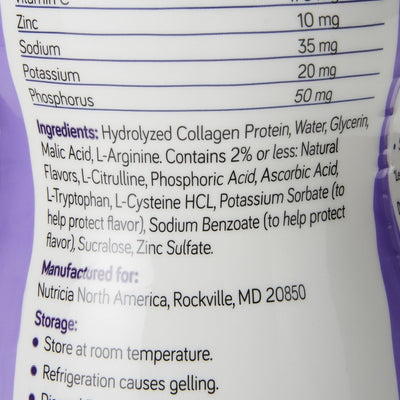 Vitamin C
Zinc 10 mg
Sodium 35 mg
Potassium 20 mg
Phosphorus 50 mg
Ingredients: Hydrolyzed Collagen Protein, Water, Glycerin,
Malic Acid, L-Arginine. Contains 2% or less: Natural
Flavors, L-Citrulline, Phosphoric Acid, Ascorbic Acid,
L-Tryptophan, L-Cysteine HCL, Potassium Sorbate (to
help protect flavor), Sodium Benzoate (to help protect
flavor), Sucralose, Zinc Sulfate.
Manufactured for:
Nutricia North America, Rockville, MD 20850
Storage:
• Store at room temperature.
• Refrigeration causes gelling.